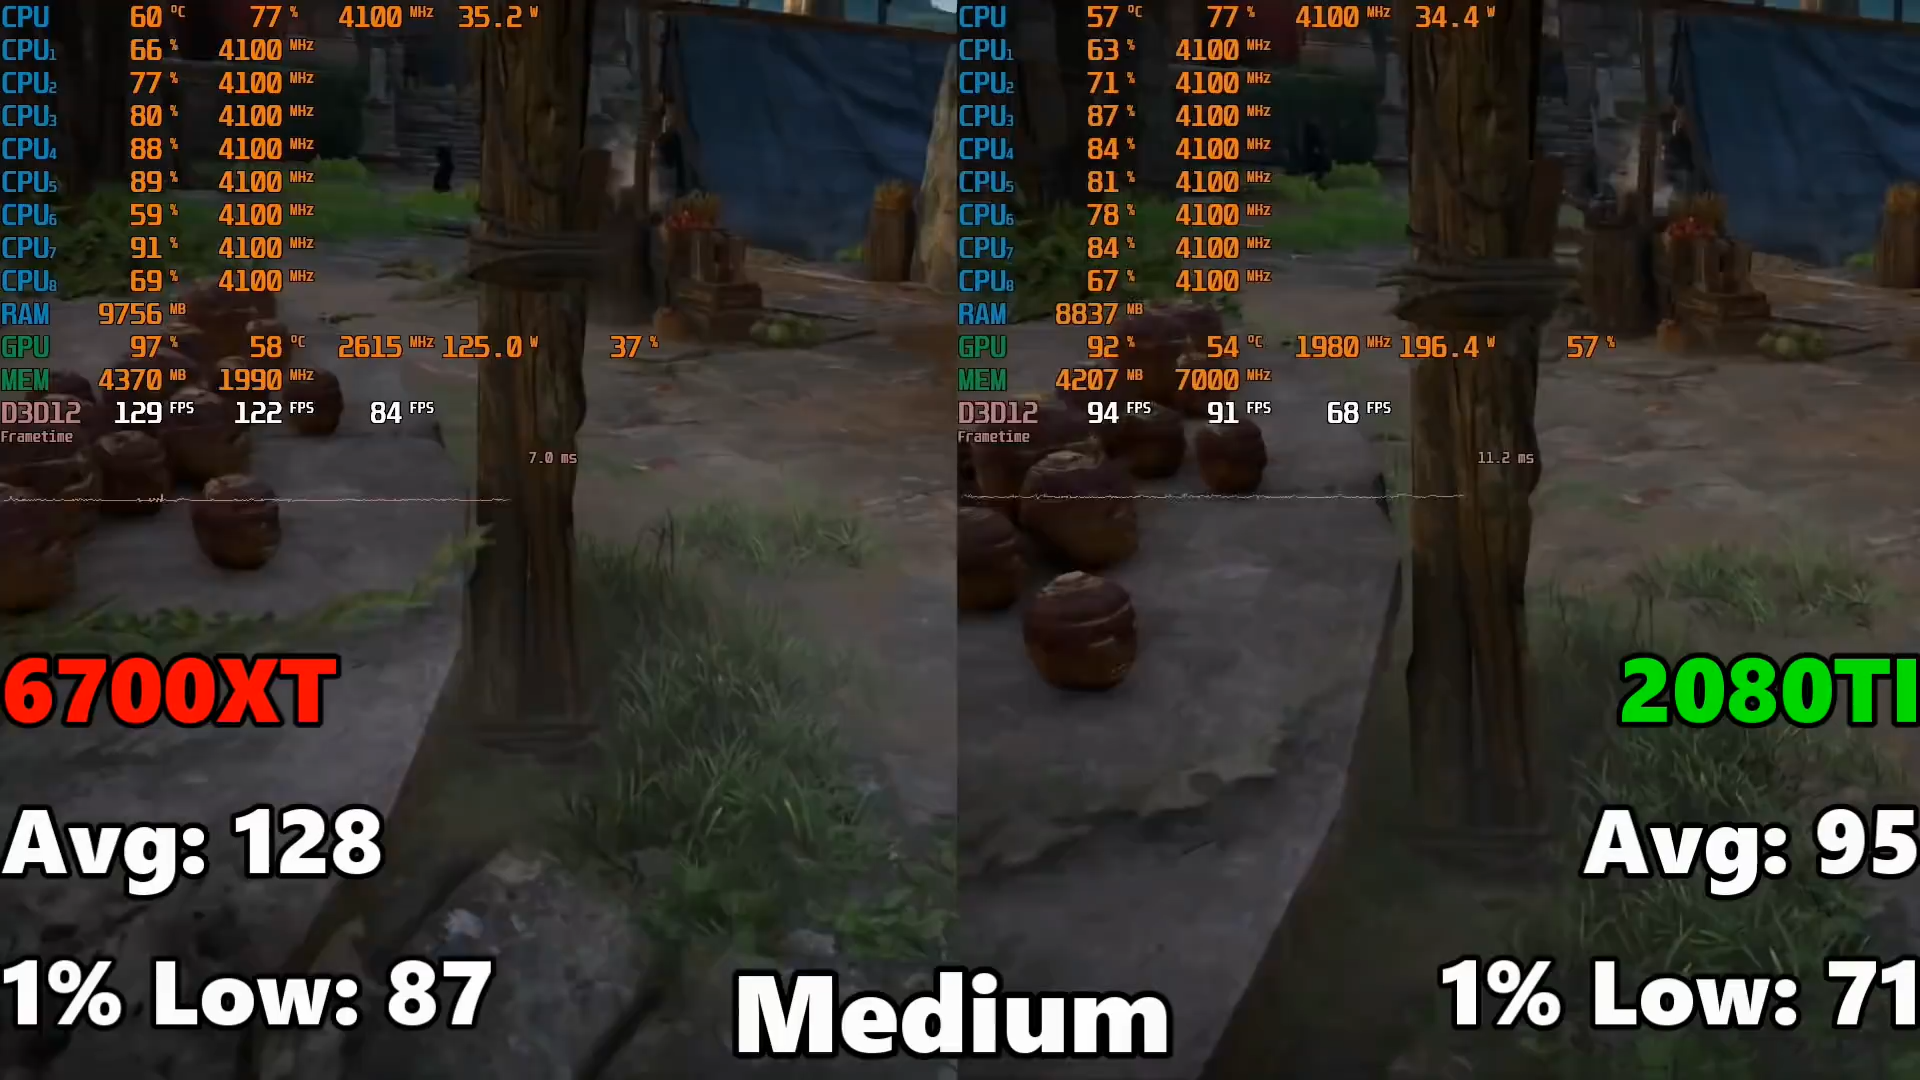 CPU 60 °C 77 % 4100 MHz 35.2 W
CPU1 66 % 4100 MHz
CPU2 77 % 4100 MHz
CPU3 80 % 4100 MHz
CPU4 88 % 4100 MHz
CPU5 89 % 4100 MHz
CPU6 59 % 4100 MHz
CPU7 91 % 4100 MHz
CPU8 69 % 4100 MHz
RAM 9756 MB
GPU 97 % 58 °C 2615 MHz 125.0 W 37 %
MEM 4370 MB 1990 MHz
D3D12 129 FPS 122 FPS 84 FPS
Frametime
7.0 ms
6700XT
Avg: 128
1% Low: 87
CPU 57 °C 77 % 4100 MHz 34.4 W
CPU1 63 % 4100 MHz
CPU2 71 % 4100 MHz
CPU3 87 % 4100 MHz
CPU4 84 % 4100 MHz
CPU5 81 % 4100 MHz
CPU6 78 % 4100 MHz
CPU7 84 % 4100 MHz
CPU8 67 % 4100 MHz
RAM 8837 MB
GPU 92 % 54 °C 1980 MHz 196.4 W 57 %
MEM 4207 MB 7000 MHz
D3D12 94 FPS 91 FPS 68 FPS
Frametime
11.2 ms
2080TI
Avg: 95
1% Low: 71
Medium